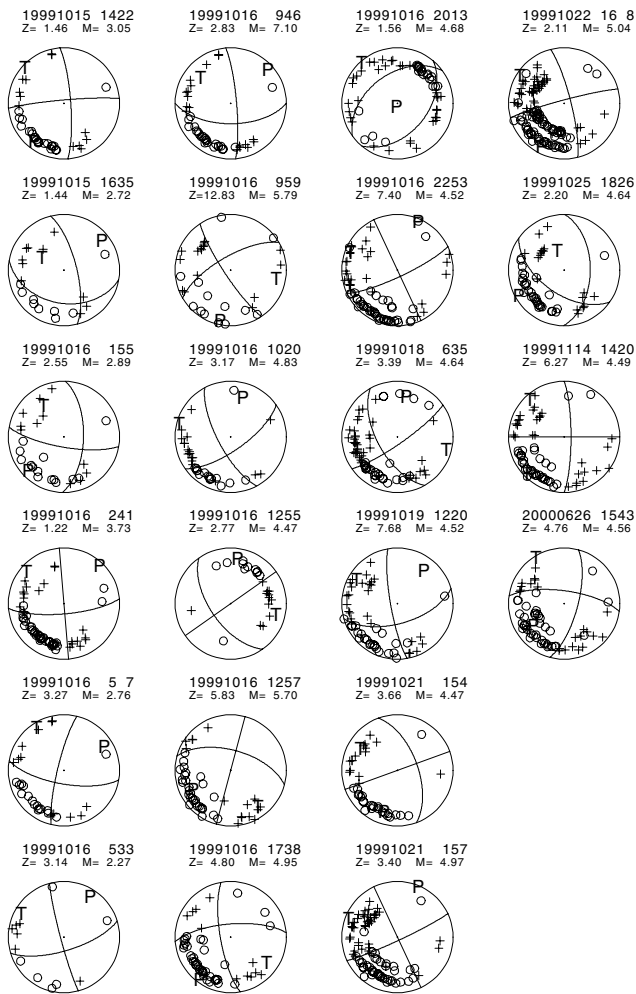 19991015 1422
Z= 1.46 M= 3.05
T
19991016 946
Z= 2.83 M= 7.10
P
T
19991016 2013
Z= 1.56 M= 4.68
T
P
19991022 16 8
Z= 2.11 M= 5.04
T
19991015 1635
Z= 1.44 M= 2.72
P
T
19991016 959
Z=12.83 M= 5.79
T
P
19991016 2253
Z= 7.40 M= 4.52
P
T
19991025 1826
Z= 2.20 M= 4.64
T
P
19991016 155
Z= 2.55 M= 2.89
T
P
19991016 1020
Z= 3.17 M= 4.83
P
T
19991018 635
Z= 3.39 M= 4.64
P
T
19991114 1420
Z= 6.27 M= 4.49
T
19991016 241
Z= 1.22 M= 3.73
P
T
19991016 1255
Z= 2.77 M= 4.47
P
T
19991019 1220
Z= 7.68 M= 4.52
P
T
20000626 1543
Z= 4.76 M= 4.56
T
19991016 5 7
Z= 3.27 M= 2.76
T
P
19991016 1257
Z= 5.83 M= 5.70
19991021 154
Z= 3.66 M= 4.47
T
P
19991016 533
Z= 3.14 M= 2.27
P
T
19991016 1738
Z= 4.80 M= 4.95
T
P
19991021 157
Z= 3.40 M= 4.97
P
T